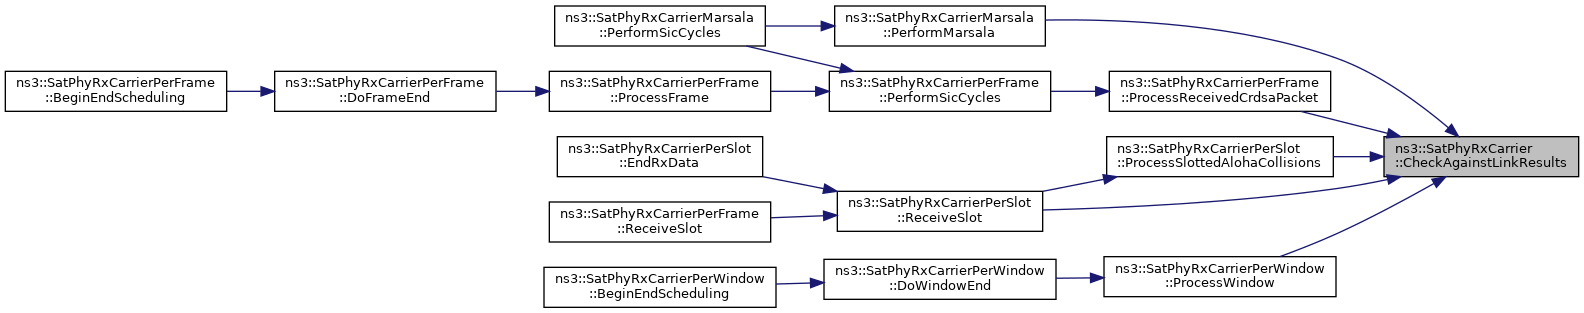 ns3::SatPhyRxCarrierMarsala
::PerformSicCycles
ns3::SatPhyRxCarrierMarsala
::PerformMarsala
ns3::SatPhyRxCarrierPerFrame
::BeginEndScheduling
ns3::SatPhyRxCarrierPerFrame
::DoFrameEnd
ns3::SatPhyRxCarrierPerFrame
::ProcessFrame
ns3::SatPhyRxCarrierPerFrame
::PerformSicCycles
ns3::SatPhyRxCarrierPerFrame
::ProcessReceivedCrdsaPacket
ns3::SatPhyRxCarrierPerSlot
::EndRxData
ns3::SatPhyRxCarrierPerSlot
::ProcessSlottedAlohaCollisions
ns3::SatPhyRxCarrier
::CheckAgainstLinkResults
ns3::SatPhyRxCarrierPerFrame
::ReceiveSlot
ns3::SatPhyRxCarrierPerSlot
::ReceiveSlot
ns3::SatPhyRxCarrierPerWindow
::BeginEndScheduling
ns3::SatPhyRxCarrierPerWindow
::DoWindowEnd
ns3::SatPhyRxCarrierPerWindow
::ProcessWindow